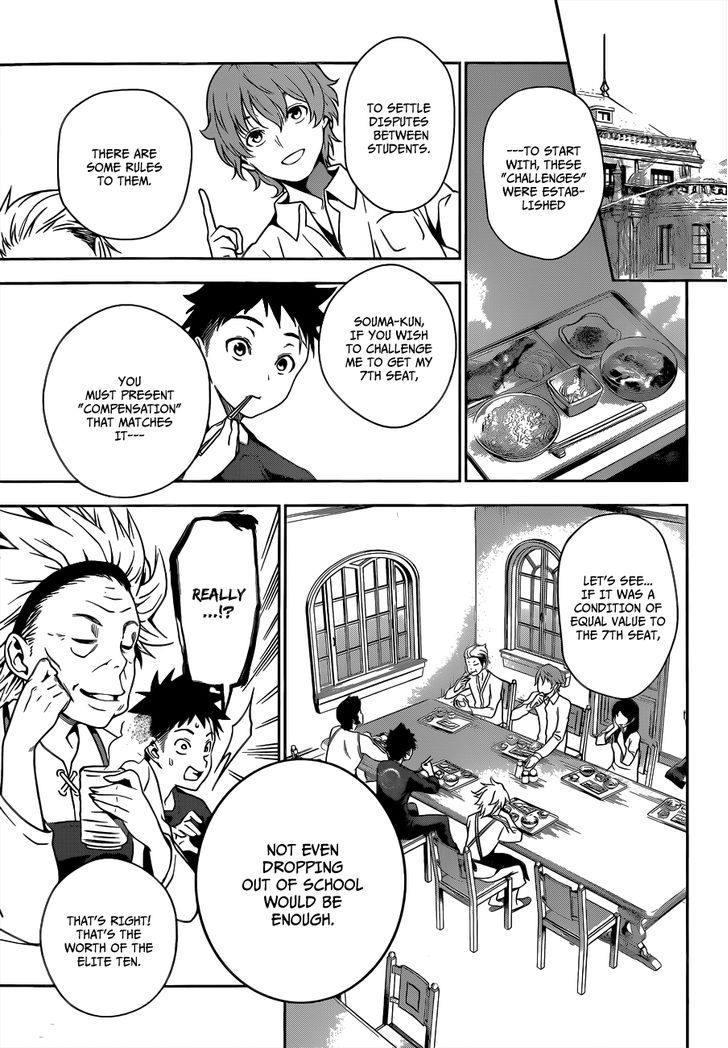 ---TO START
WITH, THESE
"CHALLENGES"
WERE ESTAB-
LISHED
TO SETTLE
DISPUTES
BETWEEN
STUDENTS.
THERE ARE
SOME RULES
TO THEM.
SOUMA-KUN,
IF YOU WISH
TO CHALLENGE
ME TO GET MY
7TH SEAT,
YOU
MUST PRESENT
"COMPENSATION"
THAT MATCHES
IT---
LET'S SEE...
IF IT WAS A
CONDITION OF
EQUAL VALUE TO
THE 7TH SEAT,
NOT EVEN
DROPPING
OUT OF SCHOOL
WOULD BE
ENOUGH.
REALLY
...!?
THAT'S RIGHT!
THAT'S THE
WORTH OF THE
ELITE TEN.